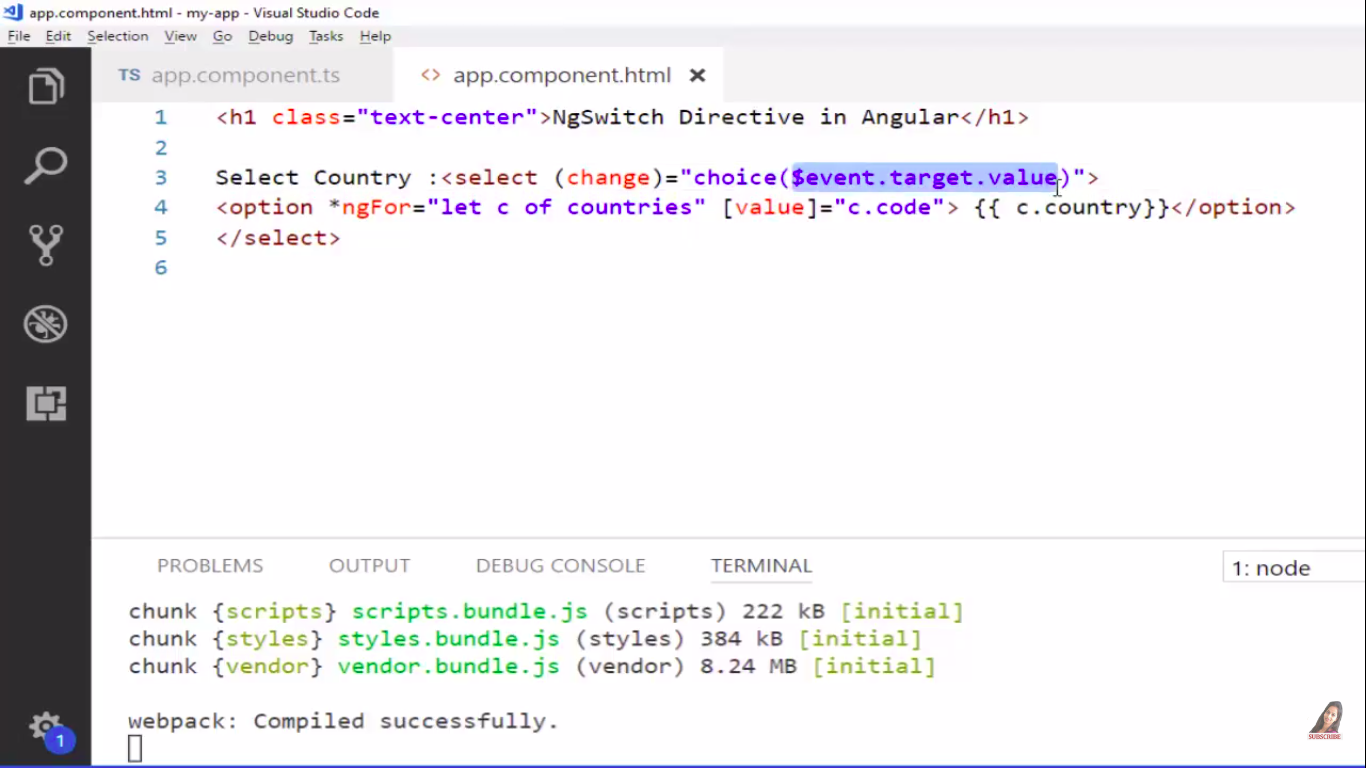 app.component.html - my-app - Visual Studio Code
File Edit Selection View Go Debug Tasks Help
TS app.component.ts <> app.component.html ×
1 <h1 class="text-center">NgSwitch Directive in Angular</h1>
2
3 Select Country :<select (change)="choice($event.target.value)">
4 <option *ngFor="let c of countries" [value]="c.code"> {{ c.country}}</option>
5 </select>
6
PROBLEMS OUTPUT DEBUG CONSOLE TERMINAL 1: node
chunk {scripts} scripts.bundle.js (scripts) 222 kB [initial]
chunk {styles} styles.bundle.js (styles) 384 kB [initial]
chunk {vendor} vendor.bundle.js (vendor) 8.24 MB [initial]
webpack: Compiled successfully.
1
SUBSCRIBE